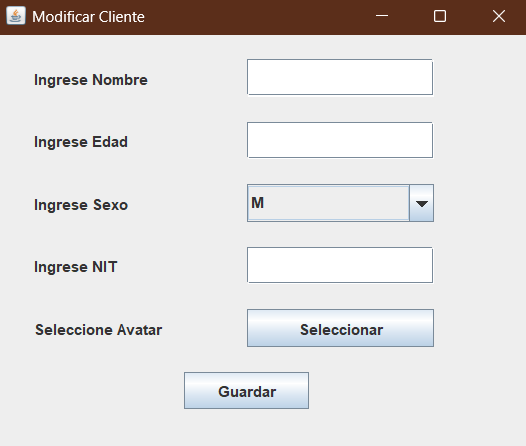 Modificar Cliente
Ingrese Nombre
Ingrese Edad
Ingrese Sexo M
Ingrese NIT
Seleccione Avatar Seleccionar
Guardar